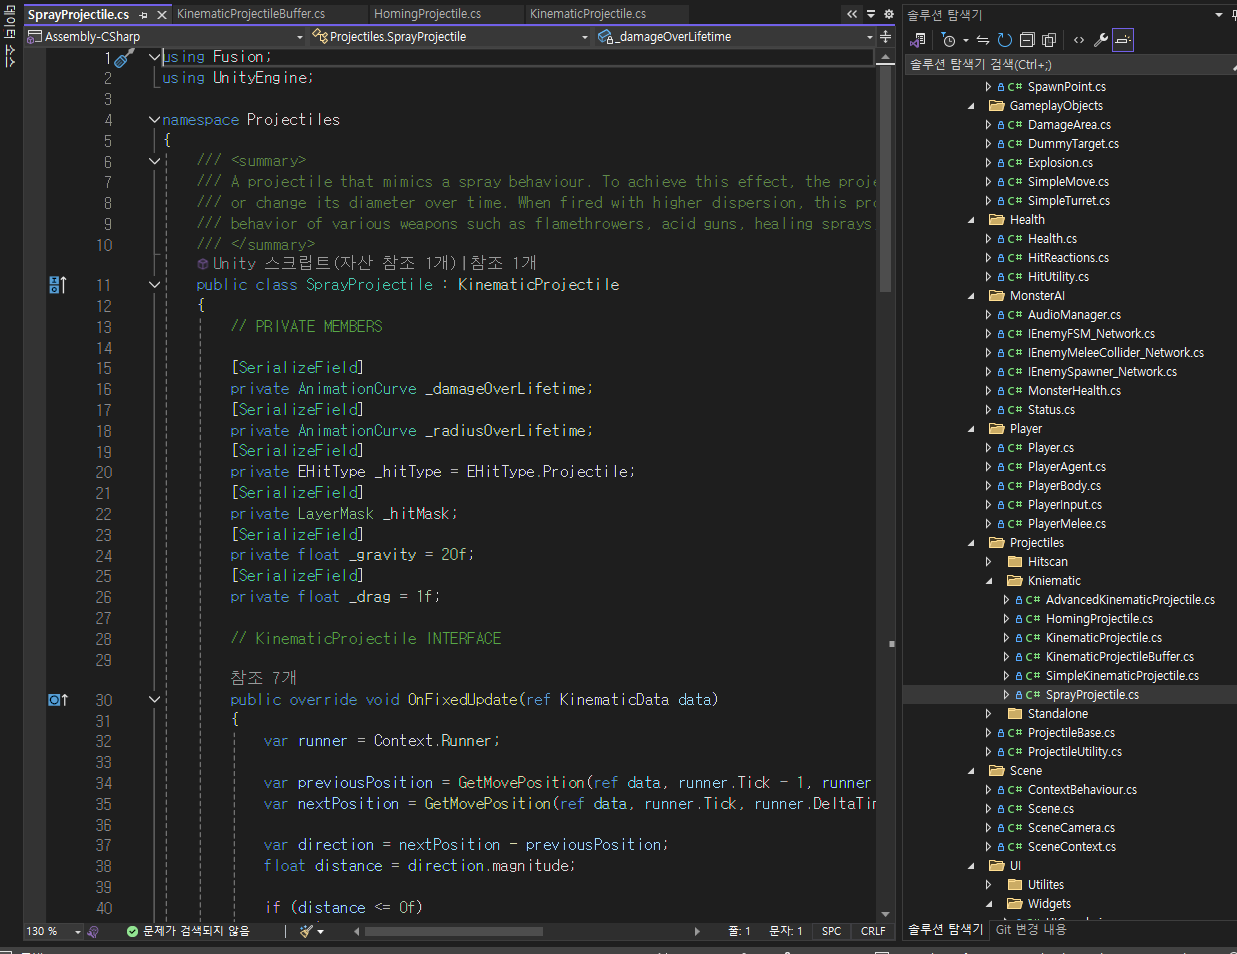 SprayProjectile.cs
KinematicProjectileBuffer.cs
HomingProjectile.cs
KinematicProjectile.cs
Assembly-CSharp
Projectiles.SprayProjectile
_damageOverLifetime
1 using Fusion;
2 using UnityEngine;
3
4 namespace Projectiles
5 {
6 /// <summary>
7 /// A projectile that mimics a spray behaviour. To achieve this effect, the proje
8 /// or change its diameter over time. When fired with higher dispersion, this pro
9 /// behavior of various weapons such as flamethrowers, acid guns, healing sprays
10 /// </summary>
Unity 스크립트(자산 참조 1개)|참조 1개
11 public class SprayProjectile : KinematicProjectile
12 {
13 // PRIVATE MEMBERS
14
15 [SerializeField]
16 private AnimationCurve _damageOverLifetime;
17 [SerializeField]
18 private AnimationCurve _radiusOverLifetime;
19 [SerializeField]
20 private EHitType _hitType = EHitType.Projectile;
21 [SerializeField]
22 private LayerMask _hitMask;
23 [SerializeField]
24 private float _gravity = 20f;
25 [SerializeField]
26 private float _drag = 1f;
27
28 // KinematicProjectile INTERFACE
29
참조 7개
30 public override void OnFixedUpdate(ref KinematicData data)
31 {
32 var runner = Context.Runner;
33
34 var previousPosition = GetMovePosition(ref data, runner.Tick - 1, runner
35 var nextPosition = GetMovePosition(ref data, runner.Tick, runner.DeltaTim
36
37 var direction = nextPosition - previousPosition;
38 float distance = direction.magnitude;
39
40 if (distance <= 0f)
130 %
문제가 검색되지 않음
줄: 1
문자: 1
SPC
CRLF
솔루션 탐색기
솔루션 탐색기 검색(Ctrl+;)
C# SpawnPoint.cs
GameplayObjects
C# DamageArea.cs
C# DummyTarget.cs
C# Explosion.cs
C# SimpleMove.cs
C# SimpleTurret.cs
Health
C# Health.cs
C# HitReactions.cs
C# HitUtility.cs
MonsterAI
C# AudioManager.cs
C# IEnemyFSM_Network.cs
C# IEnemyMeleeCollider_Network.cs
C# IEnemySpawner_Network.cs
C# MonsterHealth.cs
C# Status.cs
Player
C# Player.cs
C# PlayerAgent.cs
C# PlayerBody.cs
C# PlayerInput.cs
C# PlayerMelee.cs
Projectiles
Hitscan
Kniematic
C# AdvancedKinematicProjectile.cs
C# HomingProjectile.cs
C# KinematicProjectile.cs
C# KinematicProjectileBuffer.cs
C# SimpleKinematicProjectile.cs
C# SprayProjectile.cs
Standalone
C# ProjectileBase.cs
C# ProjectileUtility.cs
Scene
C# ContextBehaviour.cs
C# Scene.cs
C# SceneCamera.cs
C# SceneContext.cs
UI
Utilites
Widgets
솔루션 탐색기
Git 변경 내용